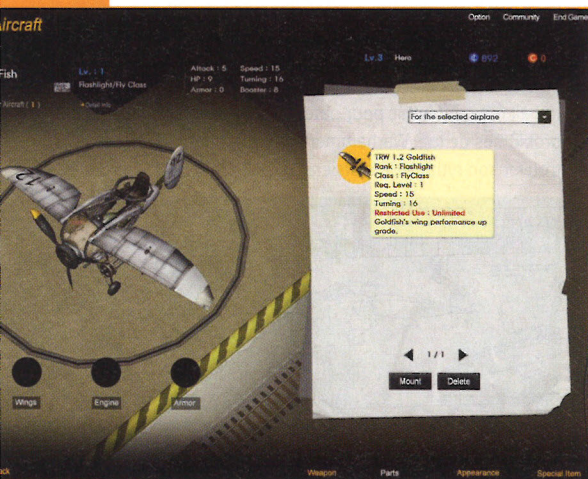 Aircraft
Option Community End Game
Fish
Lv. : 1
Flashlight/Fly Class
Attack : 5 Speed : 15
HP : 9 Turning : 16
Armor : 0 Booster : 8
Lv.3 Hero
892 0
Aircraft ( 1 )
Detail Info
For the selected airplane
TRW 1.2 Goldfish
Rank : Flashlight
Class : FlyClass
Req. Level : 1
Speed : 15
Turning : 16
Restricted Use : Unlimited
Goldfish's wing performance up
grade.
1 / 1
Mount Delete
Wings Engine Armor
Weapon Parts Appearance Special Item